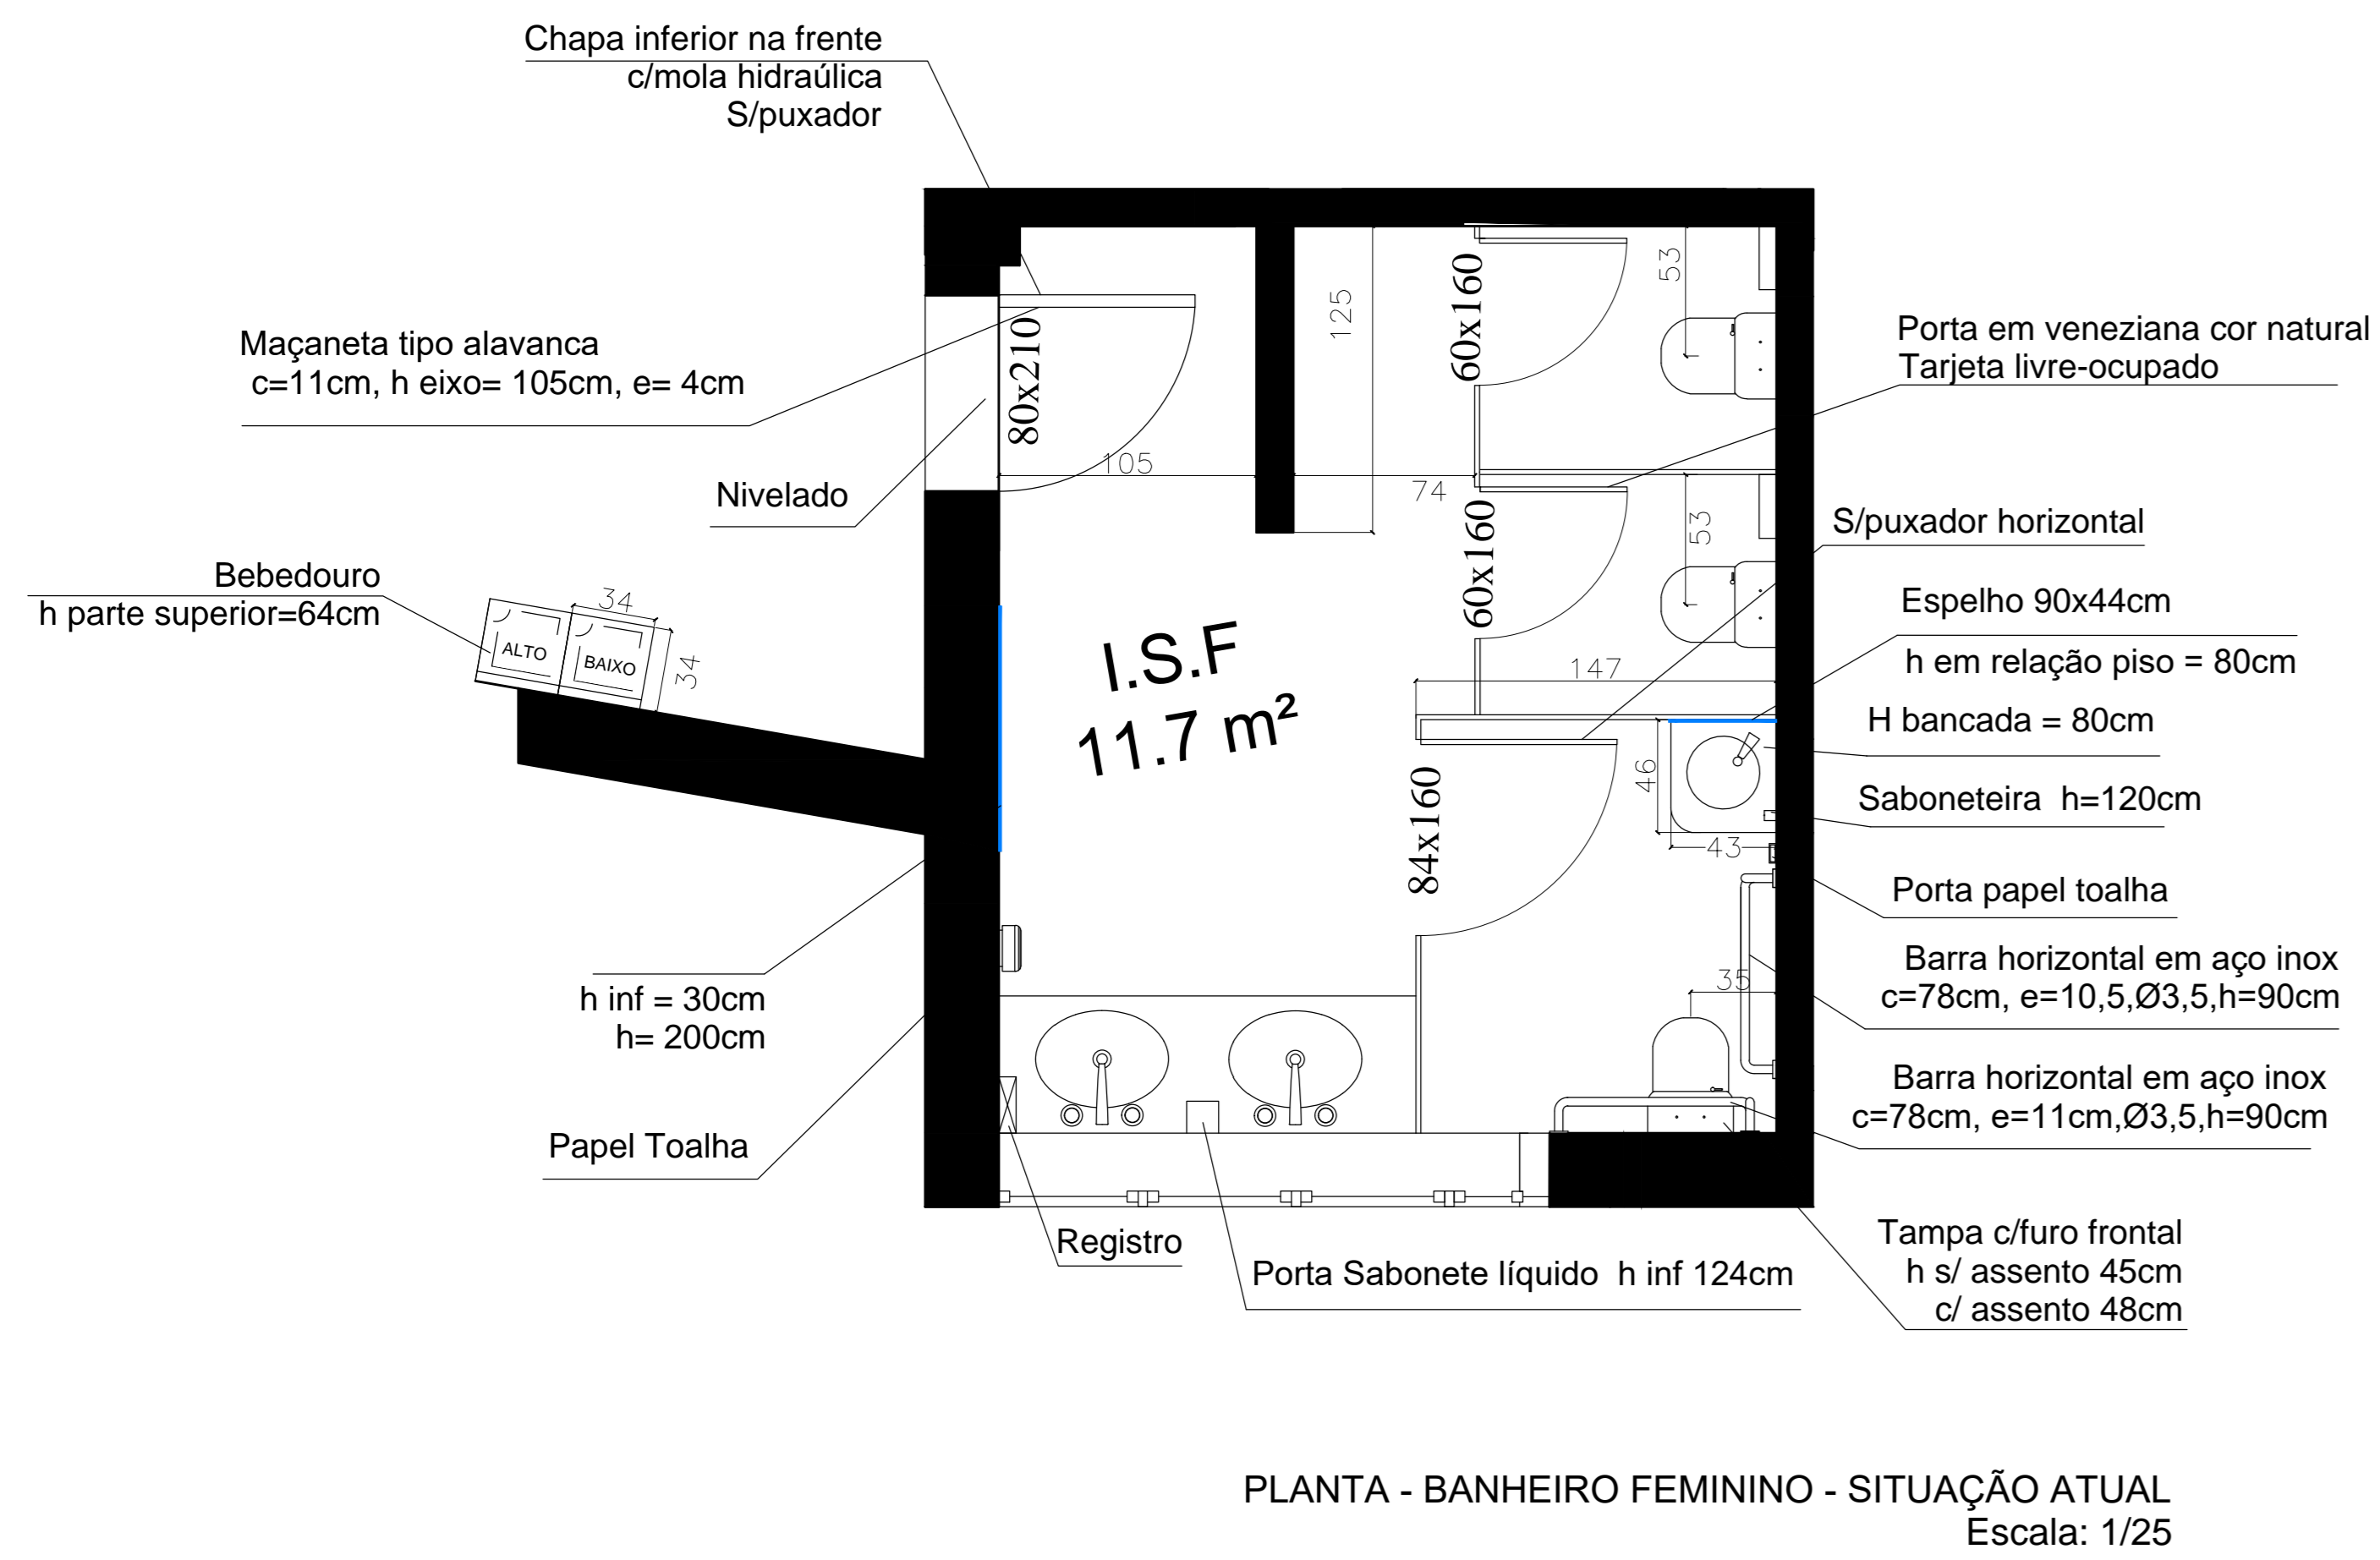 Chapa inferior na frente
c/mola hidraúlica
S/puxador
Maçaneta tipo alavanca
c=11cm, h eixo= 105cm, e= 4cm
Nivelado
Bebedouro
h parte superior=64cm
34
34
ALTO
BAIXO
80x210
105
125
74
60x160
53
60x160
53
I.S.F
11.7 m²
147
84x160
46
43
35
Porta em veneziana cor natural
Tarjeta livre-ocupado
S/puxador horizontal
Espelho 90x44cm
h em relação piso = 80cm
H bancada = 80cm
Saboneteira h=120cm
Porta papel toalha
Barra horizontal em aço inox
c=78cm, e=10,5,Ø3,5,h=90cm
Barra horizontal em aço inox
c=78cm, e=11cm,Ø3,5,h=90cm
h inf = 30cm
h= 200cm
Papel Toalha
Registro
Porta Sabonete líquido h inf 124cm
Tampa c/furo frontal
h s/ assento 45cm
c/ assento 48cm
PLANTA - BANHEIRO FEMININO - SITUAÇÃO ATUAL
Escala: 1/25